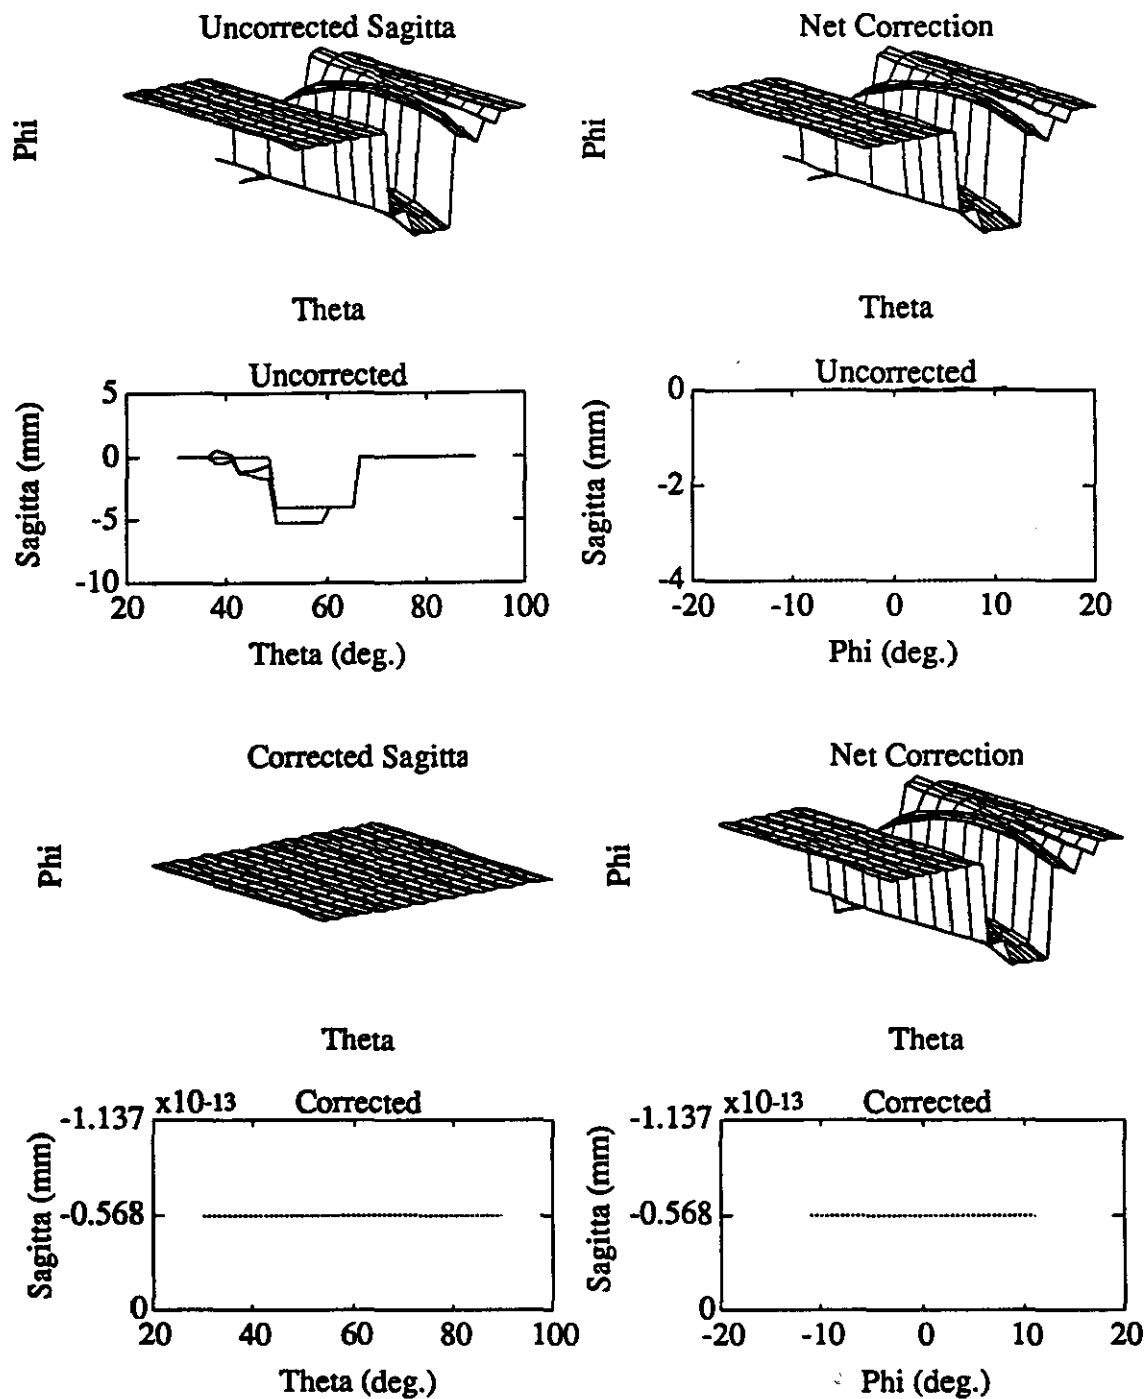 Uncorrected Sagitta
Net Correction
Phi
Phi
Theta
Theta
Uncorrected
Uncorrected
Sagitta (mm)
5
0
-5
-10
20 40 60 80 100
Theta (deg.)
Sagitta (mm)
0
-2
-4
-20 -10 0 10 20
Phi (deg.)
Corrected Sagitta
Net Correction
Phi
Phi
Theta
Theta
x10-13 Corrected
x10-13 Corrected
Sagitta (mm)
-1.137
-0.568
0
20 40 60 80 100
Theta (deg.)
Sagitta (mm)
-1.137
-0.568
0
-20 -10 0 10 20
Phi (deg.)